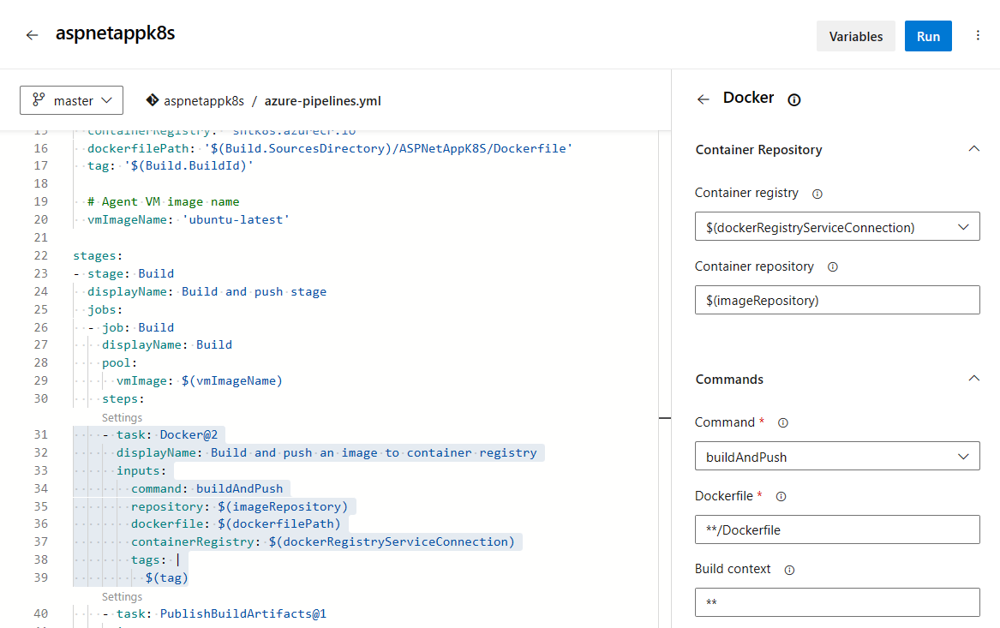 aspnetappk8s
Variables
Run
master
aspnetappk8s / azure-pipelines.yml
15 containerRegistry: 'sntk8s.azurecr.io'
16 dockerfilePath: '$(Build.SourcesDirectory)/ASPNetAppK8S/Dockerfile'
17 tag: '$(Build.BuildId)'
18
19 # Agent VM image name
20 vmImageName: 'ubuntu-latest'
21
22 stages:
23 - stage: Build
24 displayName: Build and push stage
25 jobs:
26 - job: Build
27 displayName: Build
28 pool:
29 vmImage: $(vmImageName)
30 steps:
Settings
31 - task: Docker@2
32 displayName: Build and push an image to container registry
33 inputs:
34 command: buildAndPush
35 repository: $(imageRepository)
36 dockerfile: $(dockerfilePath)
37 containerRegistry: $(dockerRegistryServiceConnection)
38 tags: |
39 $(tag)
Settings
40 - task: PublishBuildArtifacts@1
Docker
Container Repository
Container registry
$(dockerRegistryServiceConnection)
Container repository
$(imageRepository)
Commands
Command *
buildAndPush
Dockerfile *
**/Dockerfile
Build context
**